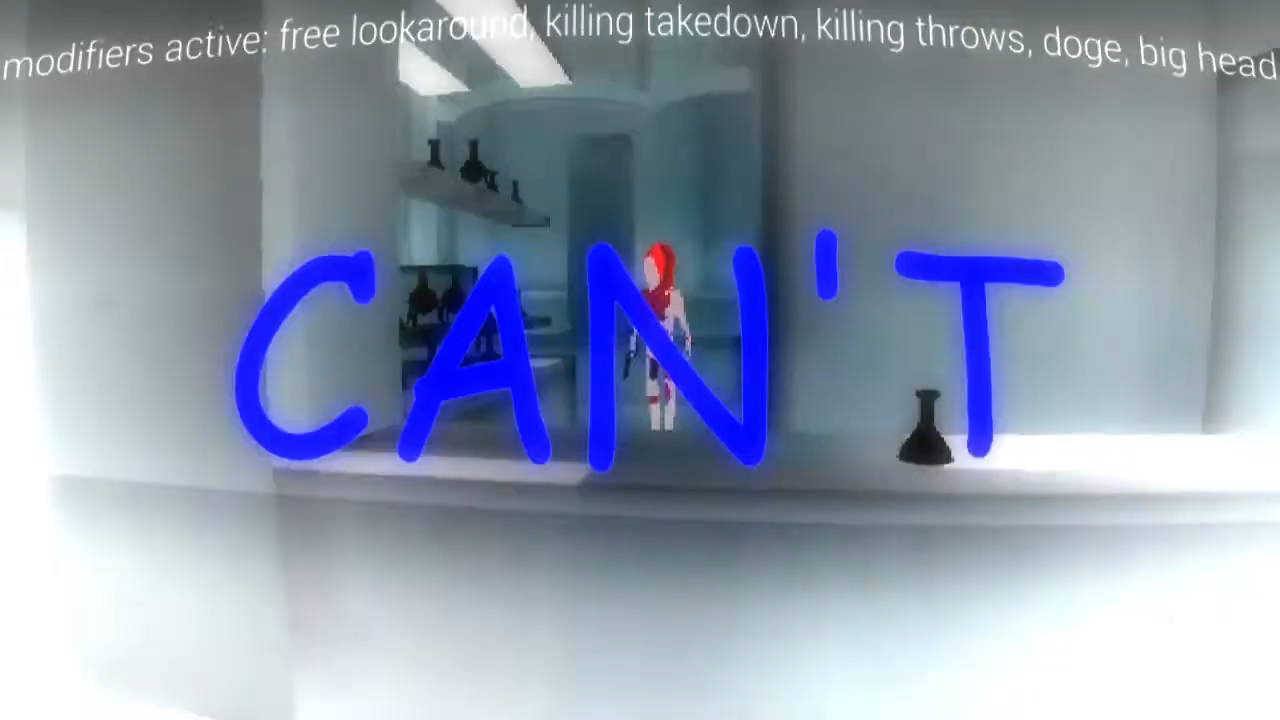 modifiers active: free lookaround, killing takedown, killing throws, doge, big head
CAN'T